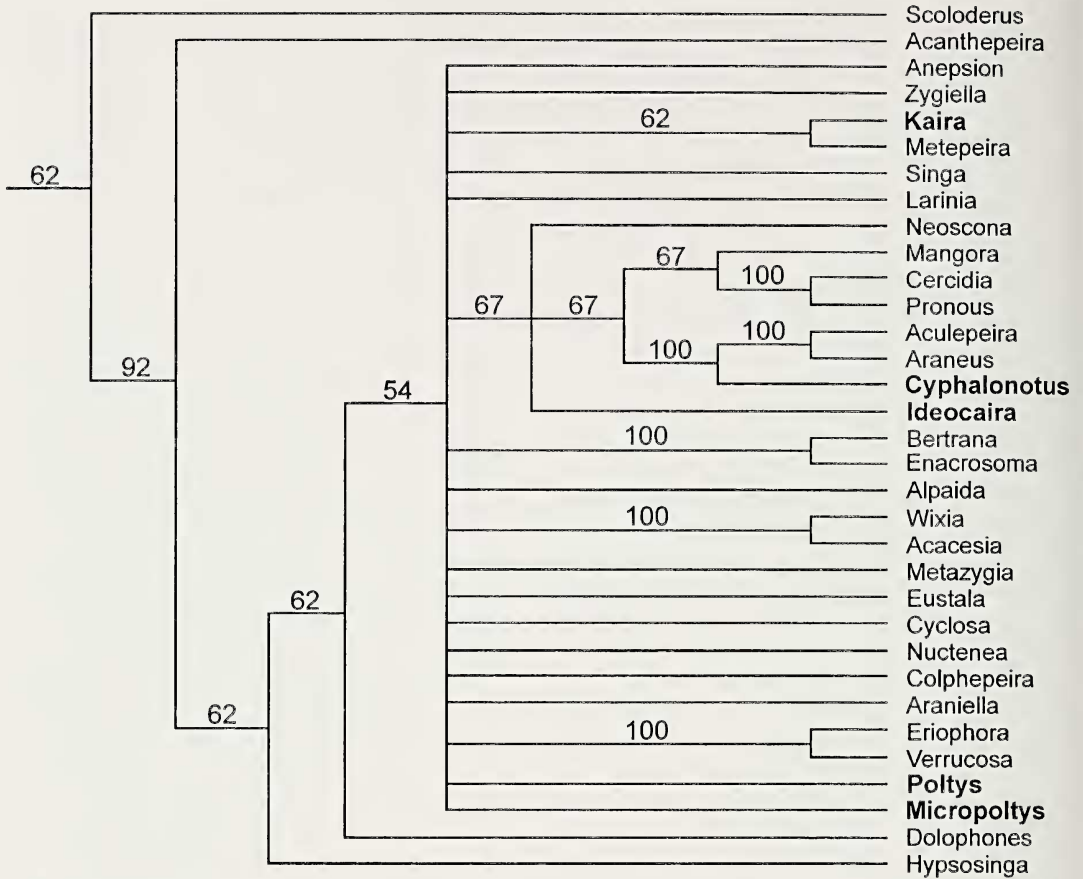 Scoloderus
Acanthepeira
Anepsion
Zygiella
62 Kaira
Metepeira
62 Singa
Larinia
Neoscona
67 Mangora
100 Cercidia
67 67 Pronous
100 Aculepeira
100 Araneus
92 Cyphalonotus
54 Ideocaira
100 Bertrana
Enacrosoma
Alpaida
100 Wixia
Acacesia
Metazygia
62 Eustala
Cyclosa
Nuctenea
Colphepeira
62 Araniella
100 Eriophora
Verrucosa
Poltys
Micropoltys
Dolophones
Hypsosinga